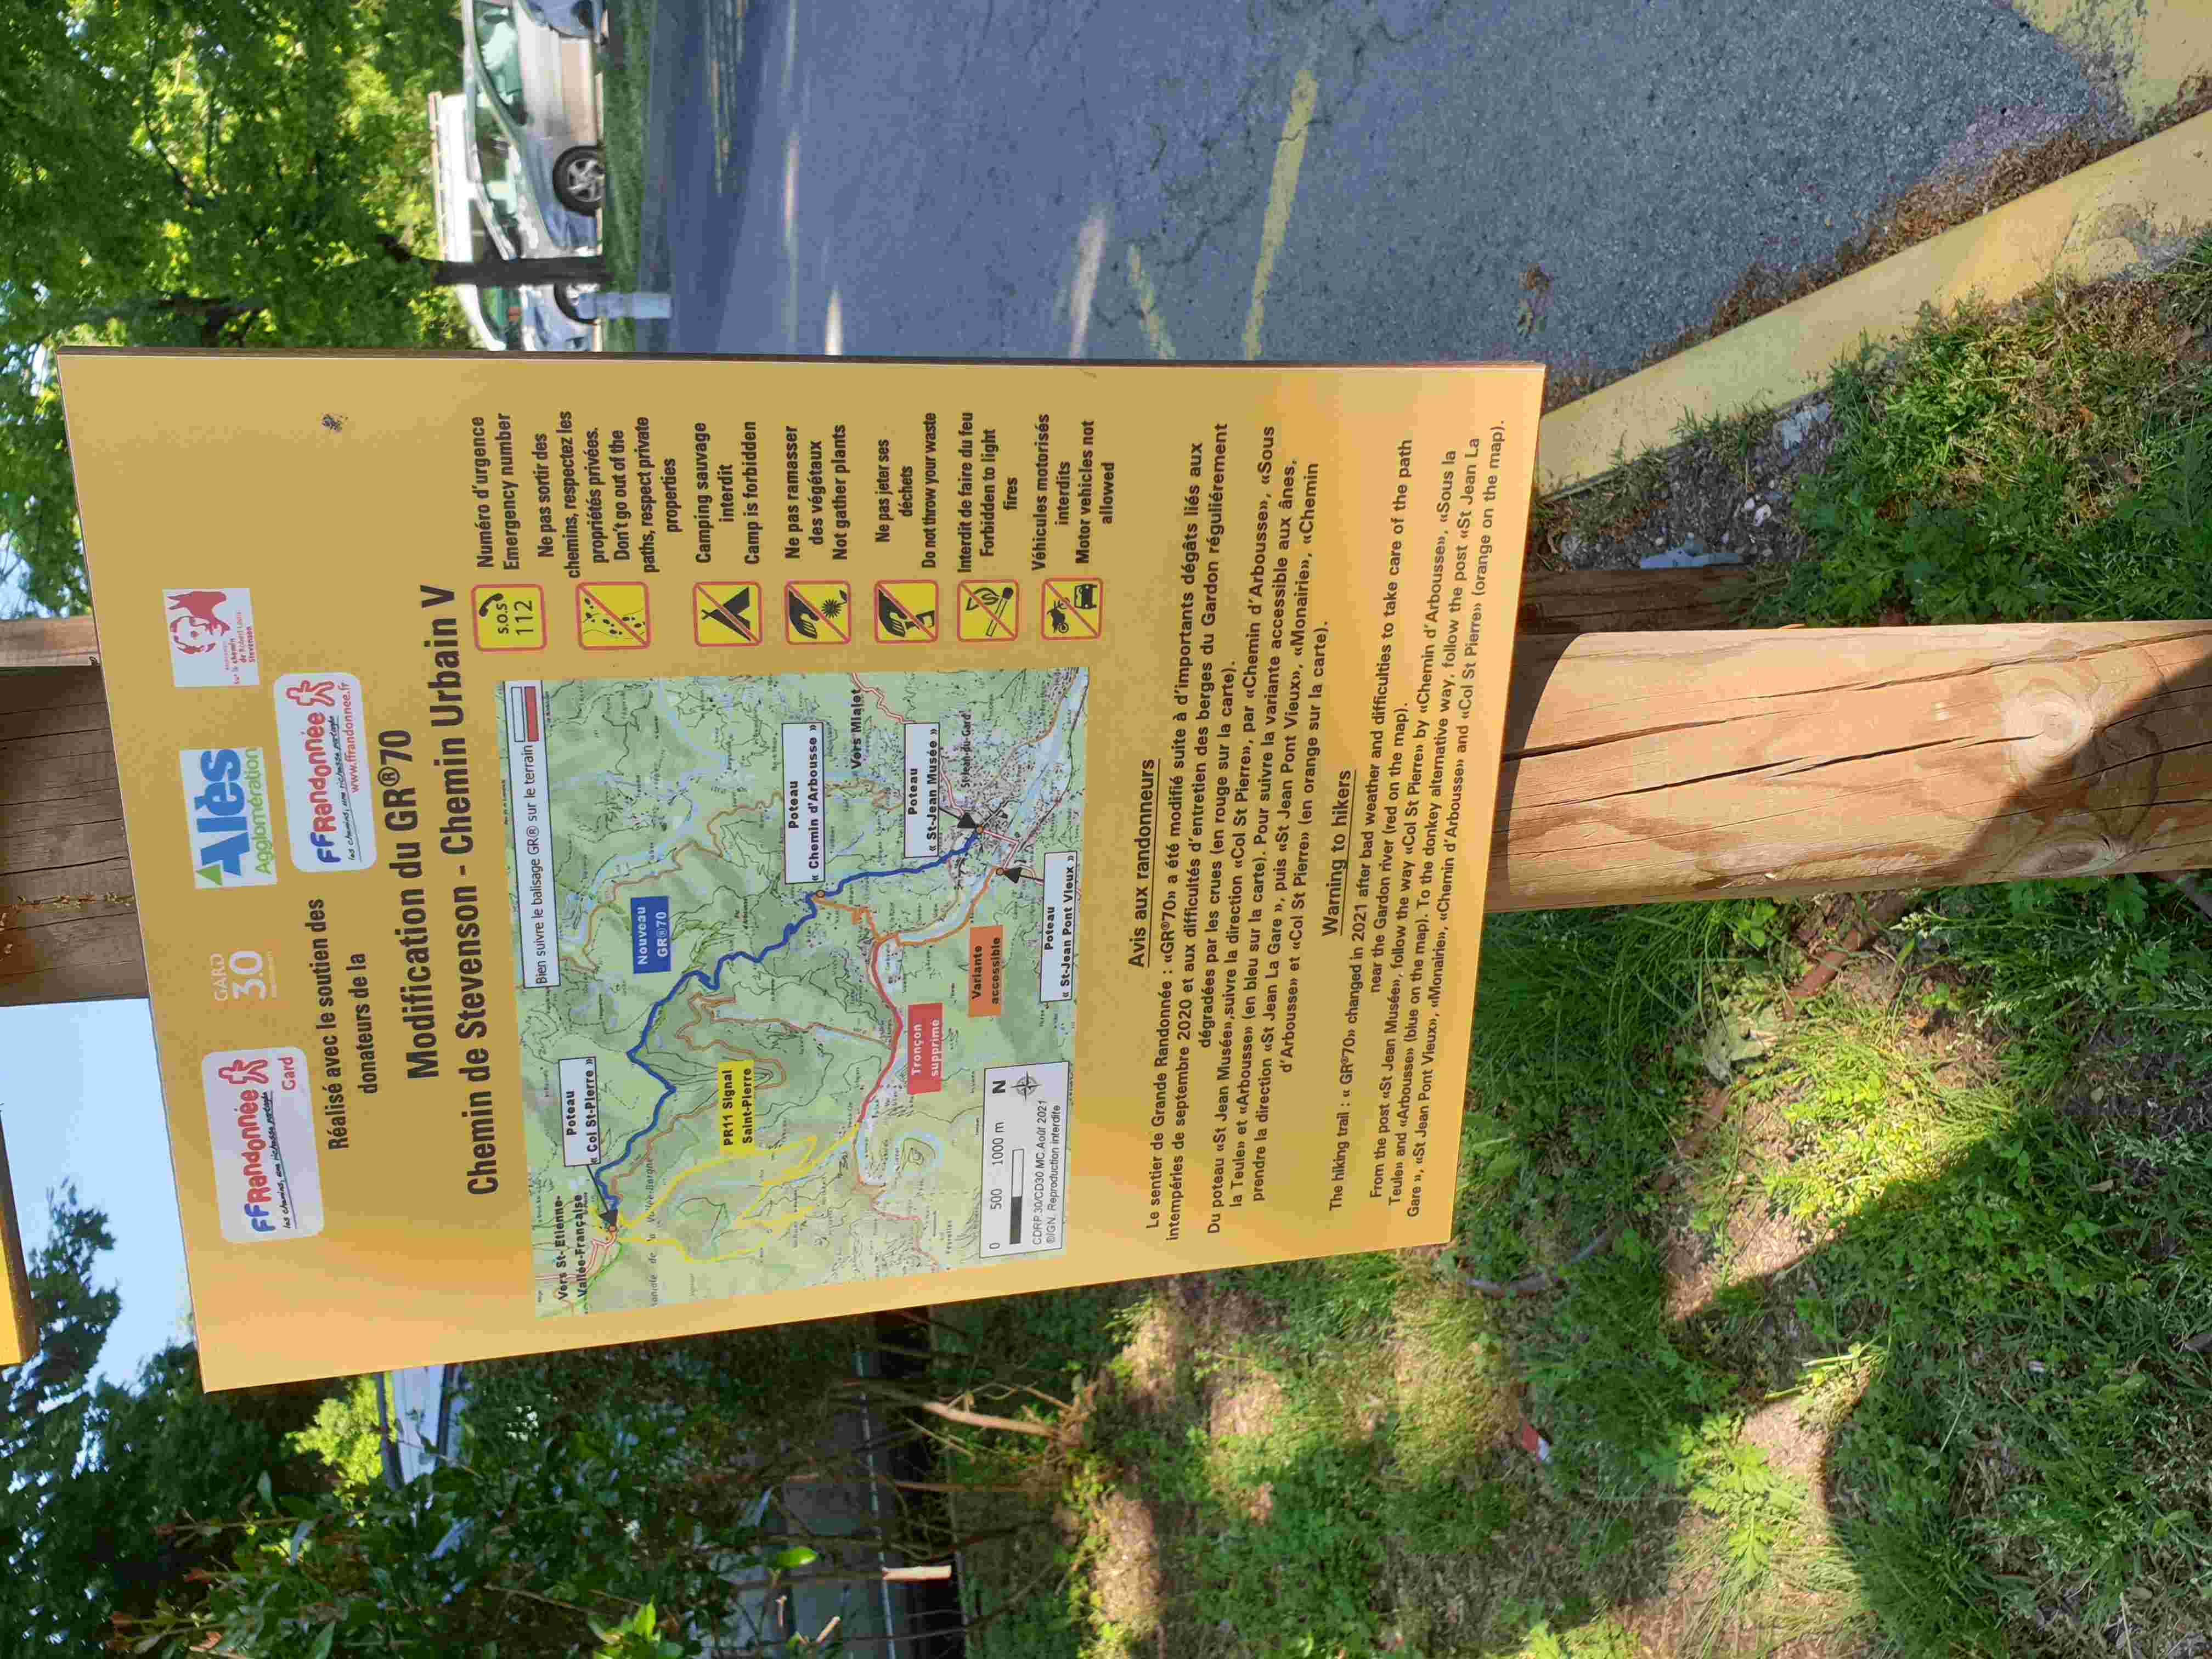 FFRandonnée
les chemins, une richesse partagée
Gard
GARD
30
Alès
Agglomération
Sur le chemin
de Robert Louis
Stevenson
Réalisé avec le soutien des
donateurs de la
FFRandonnée
les chemins, une richesse partagée
www.ffrandonnee.fr
Modification du GR®70
Chemin de Stevenson - Chemin Urbain V
Bien suivre le balisage GR® sur le terrain
Vers St-Etienne-
Vallée-Française
Poteau
« Col St-Pierre »
Nouveau
GR®70
PR11 Signal
Saint-Pierre
Poteau
« Chemin d'Arbousse »
Vers Mialet
Tronçon
supprimé
Poteau
« St-Jean Musée »
St-Jean-du-Gard
Variante
accessible
Poteau
« St-Jean Pont Vieux »
0 500 1000 m N
CDRP.30/CD30 MC.Août 2021
©IGN. Reproduction interdite
S.O.S
112
Numéro d'urgence
Emergency number
Ne pas sortir des
chemins, respectez les
propriétés privées.
Don't go out of the
paths, respect private
properties
Camping sauvage
interdit
Camp is forbidden
Ne pas ramasser
des végétaux
Not gather plants
Ne pas jeter ses
déchets
Do not throw your waste
Interdit de faire du feu
Forbidden to light
fires
Véhicules motorisés
interdits
Motor vehicles not
allowed
Avis aux randonneurs
Le sentier de Grande Randonnée : «GR®70» a été modifié suite à d'importants dégâts liés aux
intempéries de septembre 2020 et aux difficultés d'entretien des berges du Gardon réguliérement
dégradées par les crues (en rouge sur la carte).
Du poteau «St Jean Musée»,suivre la direction «Col St Pierre», par «Chemin d'Arbousse», «Sous
la Teule» et «Arbousse» (en bleu sur la carte). Pour suivre la variante accessible aux ânes,
prendre la direction «St Jean La Gare », puis «St Jean Pont Vieux», «Monairie», «Chemin
d'Arbousse» et «Col St Pierre» (en orange sur la carte).
Warning to hikers
The hiking trail : « GR®70» changed in 2021 after bad weather and difficulties to take care of the path
near the Gardon river (red on the map).
From the post «St Jean Musée», follow the way «Col St Pierre» by «Chemin d'Arbousse», «Sous la
Teule» and «Arbousse» (blue on the map). To the donkey alternative way, follow the post «St Jean La
Gare », «St Jean Pont Vieux», «Monairie», «Chemin d'Arbousse» and «Col St Pierre» (orange on the map).